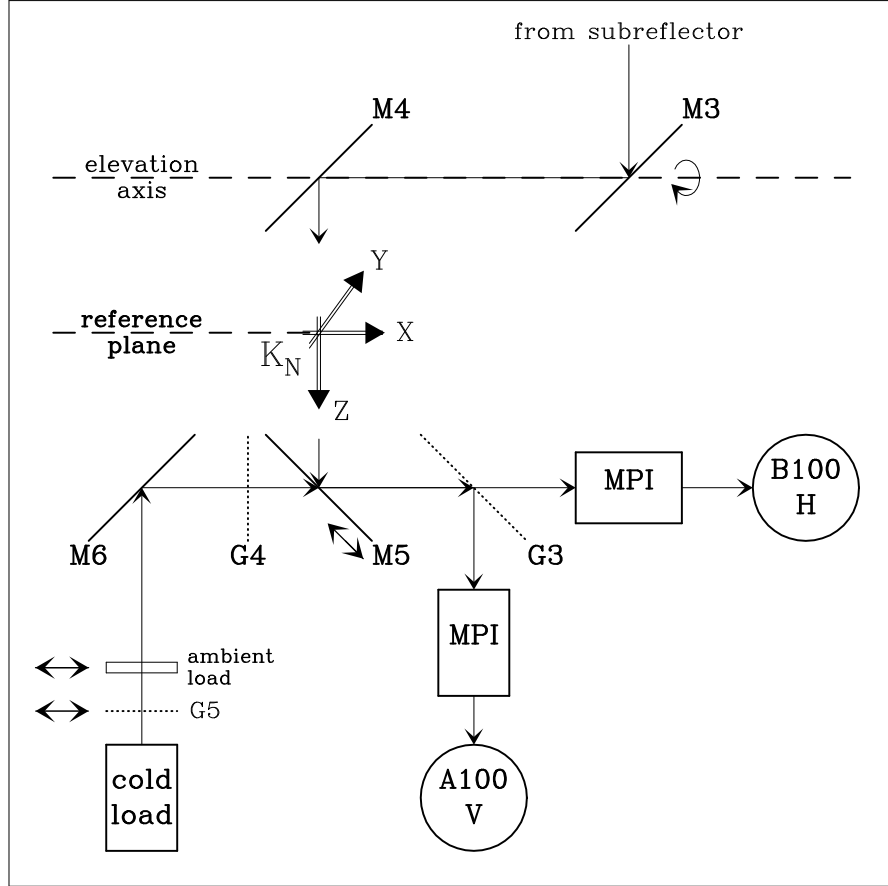 from subreflector
M4
M3
elevation
axis
Y
reference
plane
X
K_N
Z
MPI
B100
H
M6
G4
M5
G3
MPI
ambient
load
G5
cold
load
A100
V